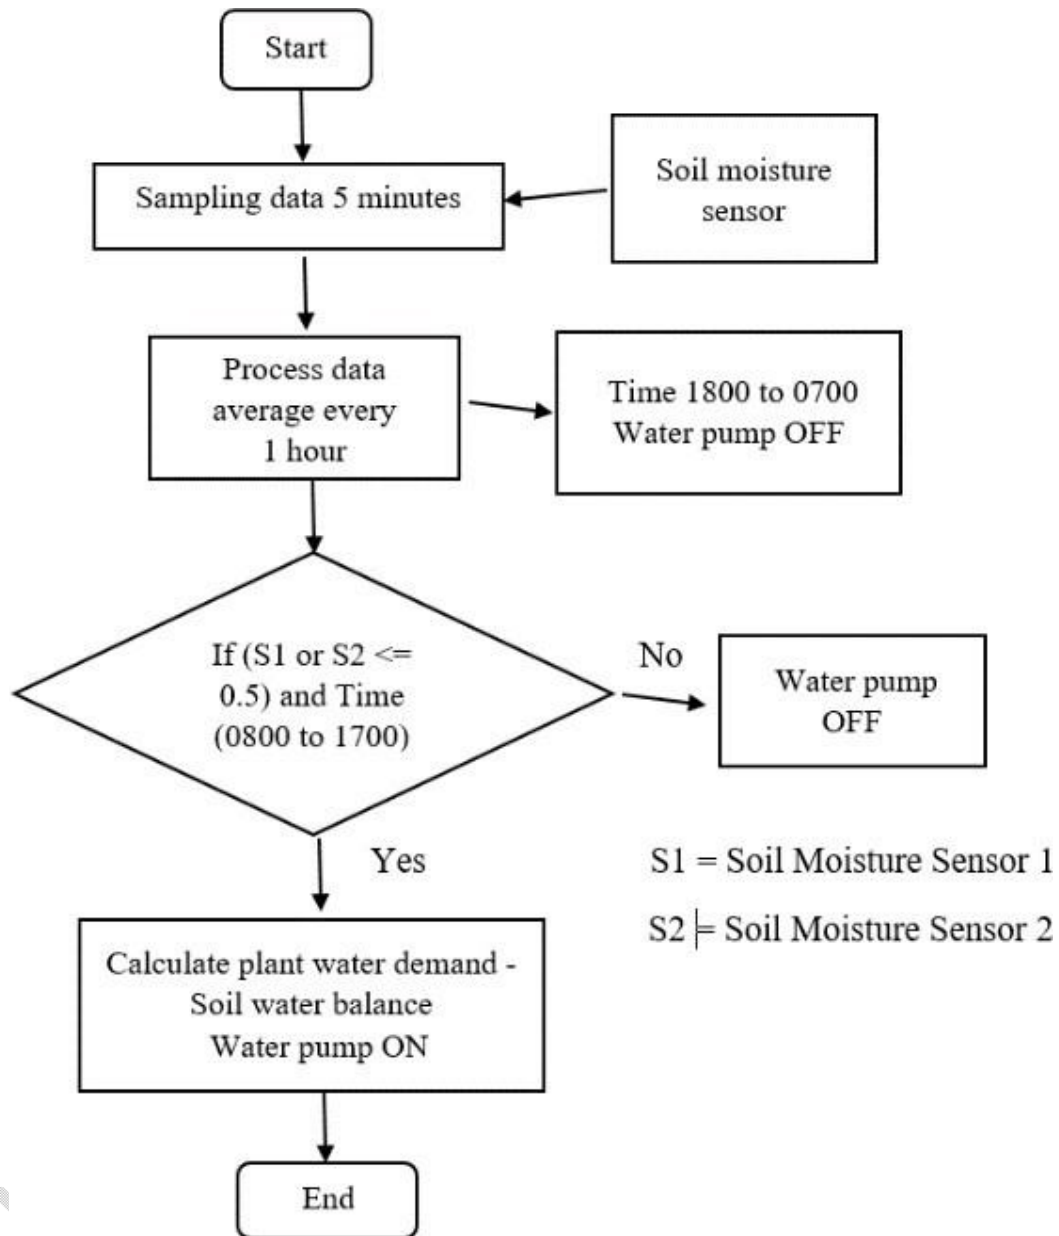 Start
Sampling data 5 minutes
Soil moisture
sensor
Process data
average every
1 hour
Time 1800 to 0700
Water pump OFF
If (S1 or S2 <=
0.5) and Time
(0800 to 1700)
No
Water pump
OFF
Yes
S1 = Soil Moisture Sensor 1
S2 = Soil Moisture Sensor 2
Calculate plant water demand -
Soil water balance
Water pump ON
End